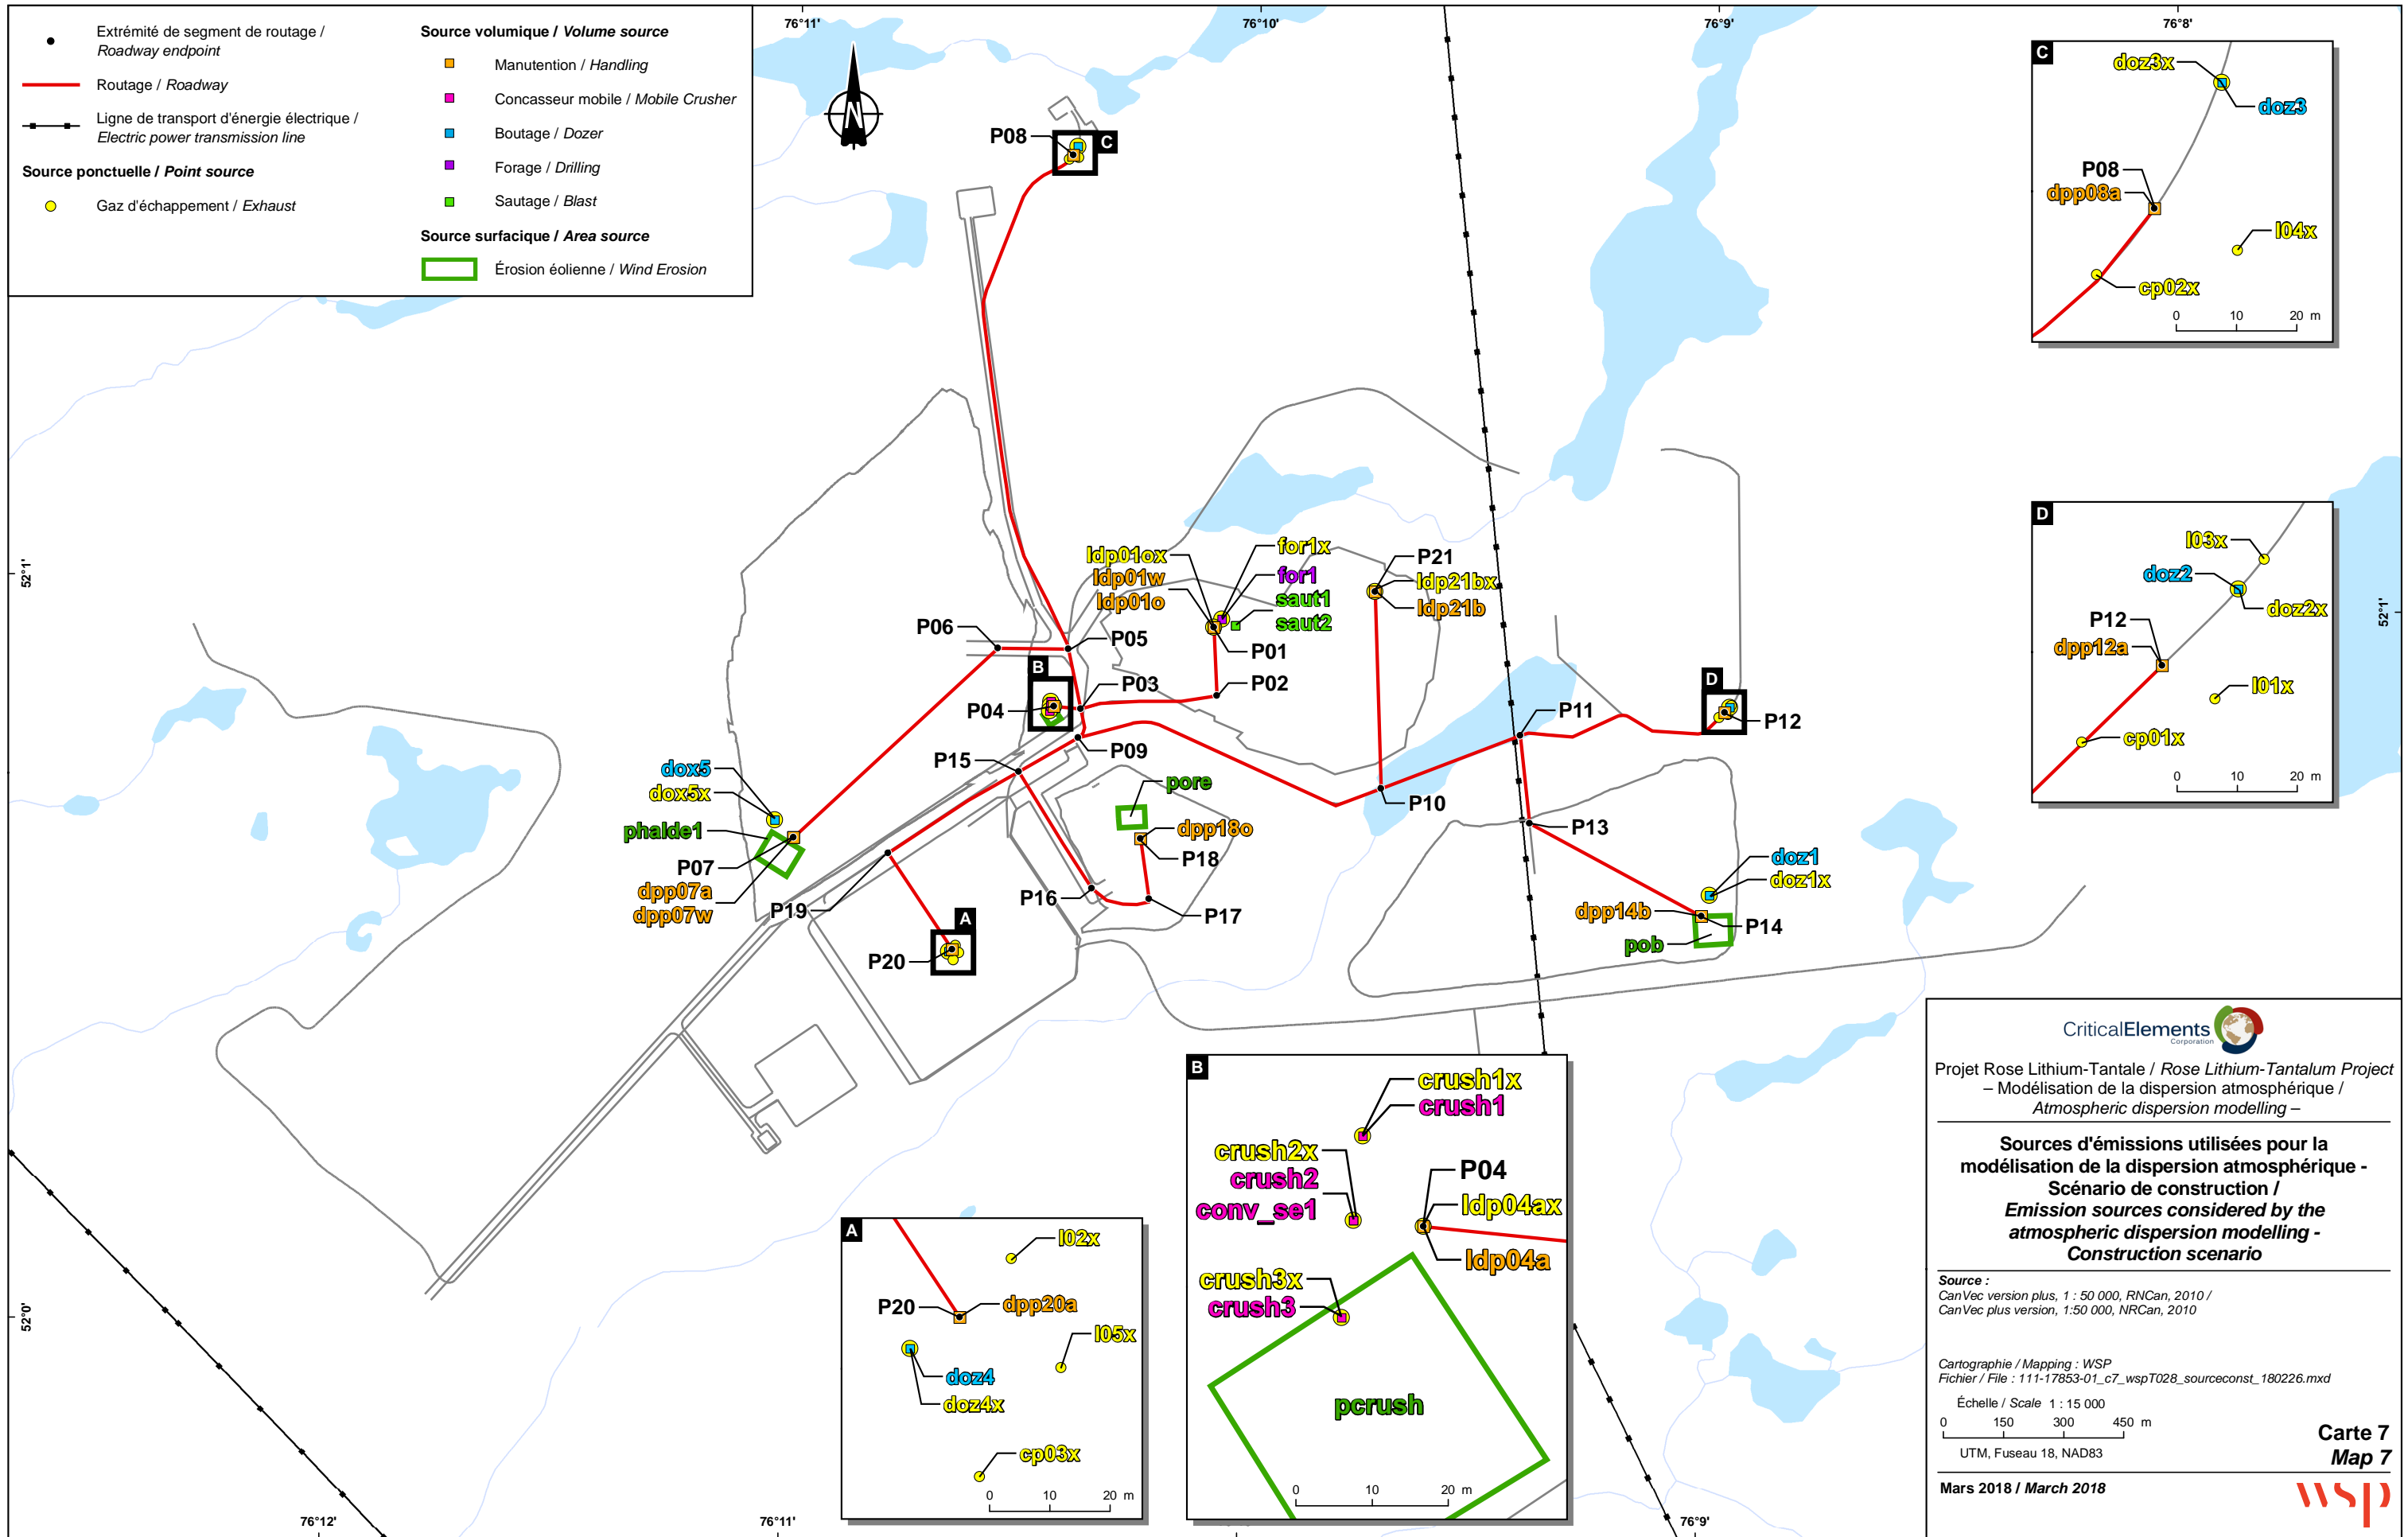 76°11'
76°10'
76°9'
76°8'
Extrémité de segment de routage /
Roadway endpoint
Routage / Roadway
Ligne de transport d'énergie électrique /
Electric power transmission line
Source ponctuelle / Point source
Gaz d'échappement / Exhaust
Source volumique / Volume source
Manutention / Handling
Concasseur mobile / Mobile Crusher
Boutage / Dozer
Forage / Drilling
Sautage / Blast
Source surfacique / Area source
Érosion éolienne / Wind Erosion
N
P08
C
C
doz3x
doz3
P08
dpp08a
l04x
cp02x
0 10 20 m
D
l03x
doz2
doz2x
P12
dpp12a
l01x
cp01x
0 10 20 m
52°1'
52°1'
ldp01ox
ldp01w
ldp01o
for1x
for1
saut1
saut2
P01
P21
ldp21bx
ldp21b
P06
P05
B
P03
P02
P04
P09
P15
D
P12
P11
P10
P13
dox5
dox5x
phalde1
P07
dpp07a
dpp07w
pore
dpp18o
P18
P19
P16
P17
A
P20
doz1
doz1x
dpp14b
P14
pob
A
l02x
P20
dpp20a
l05x
doz4
doz4x
cp03x
0 10 20 m
B
crush1x
crush1
crush2x
crush2
conv_se1
P04
ldp04ax
ldp04a
crush3x
crush3
pcrush
0 10 20 m
52°0'
76°12'
76°11'
76°9'
CriticalElements
Corporation
Projet Rose Lithium-Tantale / Rose Lithium-Tantalum Project
– Modélisation de la dispersion atmosphérique /
Atmospheric dispersion modelling –
Sources d'émissions utilisées pour la
modélisation de la dispersion atmosphérique -
Scénario de construction /
Emission sources considered by the
atmospheric dispersion modelling -
Construction scenario
Source :
CanVec version plus, 1 : 50 000, RNCan, 2010 /
CanVec plus version, 1:50 000, NRCan, 2010
Cartographie / Mapping : WSP
Fichier / File : 111-17853-01_c7_wspT028_sourceconst_180226.mxd
Échelle / Scale 1 : 15 000
0 150 300 450 m
UTM, Fuseau 18, NAD83
Carte 7
Map 7
Mars 2018 / March 2018
wsp